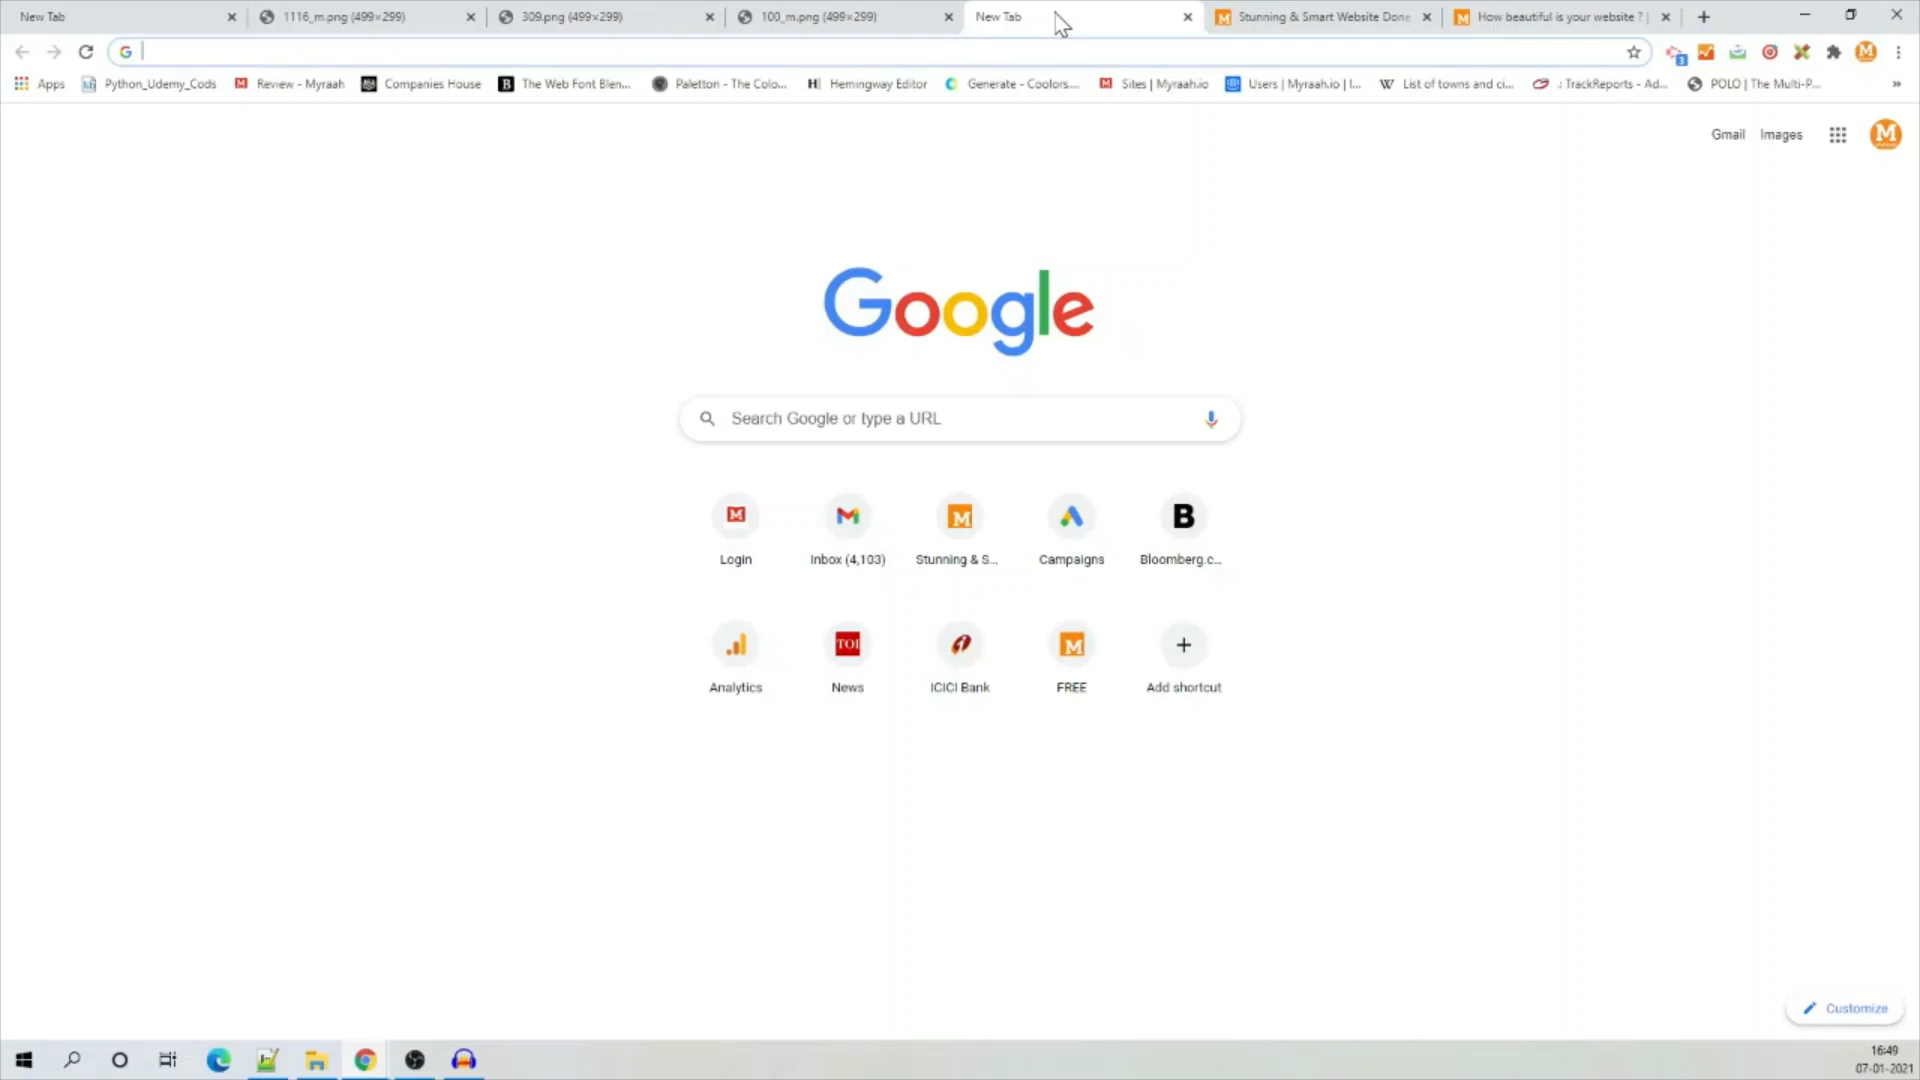 New Tab
1116_m.png (499×299)
309.png (499×299)
100_m.png (499×299)
New Tab
Stunning & Smart Website Done
How beautiful is your website ? |
Apps
Python_Udemy_Cods
Review - Myraah
Companies House
The Web Font Blen...
Paletton - The Colo...
Hemingway Editor
Generate - Coolors....
Sites | Myraah.io
Users | Myraah.io | I...
List of towns and ci...
.: TrackReports - Ad...
POLO | The Multi-P...
Gmail
Images
Google
Search Google or type a URL
Login
Inbox (4,103)
Stunning & S...
Campaigns
B
Bloomberg.c...
Analytics
TOI
News
ICICI Bank
FREE
Add shortcut
Customize
16:49
07-01-2021